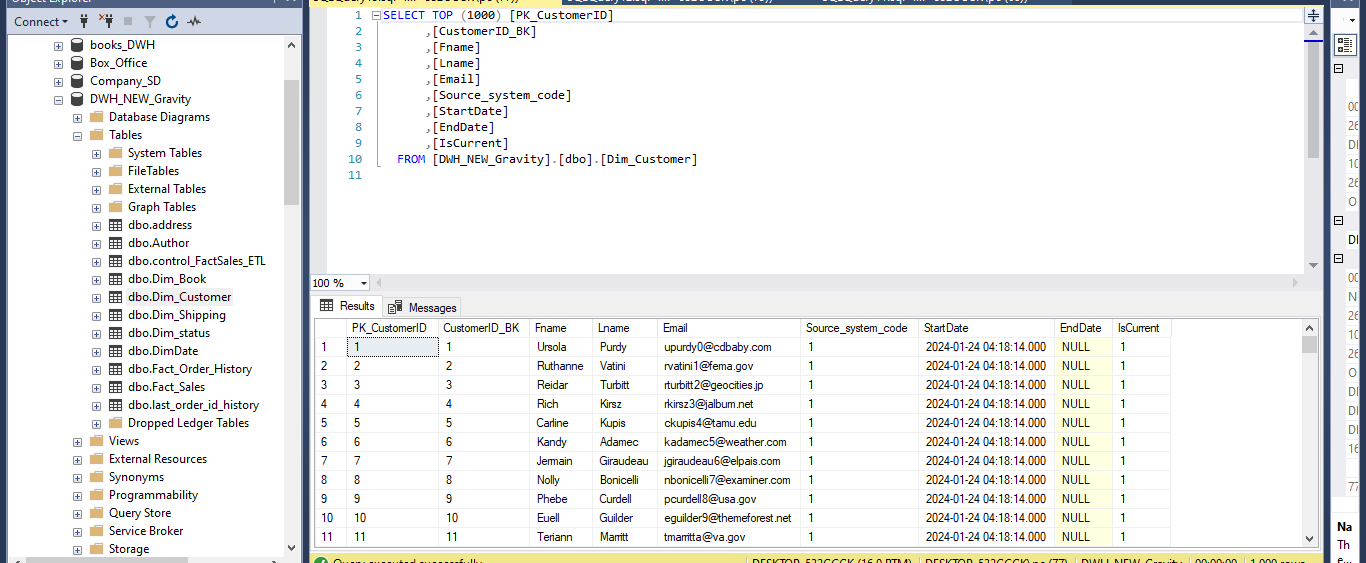 Connect
books_DWH
Box_Office
Company_SD
DWH_NEW_Gravity
Database Diagrams
Tables
System Tables
FileTables
External Tables
Graph Tables
dbo.address
dbo.Author
dbo.control_FactSales_ETL
dbo.Dim_Book
dbo.Dim_Customer
dbo.Dim_Shipping
dbo.Dim_status
dbo.DimDate
dbo.Fact_Order_History
dbo.Fact_Sales
dbo.last_order_id_history
Dropped Ledger Tables
Views
External Resources
Synonyms
Programmability
Query Store
Service Broker
Storage
1 SELECT TOP (1000) [PK_CustomerID]
2 ,[CustomerID_BK]
3 ,[Fname]
4 ,[Lname]
5 ,[Email]
6 ,[Source_system_code]
7 ,[StartDate]
8 ,[EndDate]
9 ,[IsCurrent]
10 FROM [DWH_NEW_Gravity].[dbo].[Dim_Customer]
11
100 %
Results Messages
PK_CustomerID CustomerID_BK Fname Lname Email Source_system_code StartDate EndDate IsCurrent
1 1 1 Ursola Purdy upurdy0@cdbaby.com 1 2024-01-24 04:18:14.000 NULL 1
2 2 2 Ruthanne Vatini rvatini1@fema.gov 1 2024-01-24 04:18:14.000 NULL 1
3 3 3 Reidar Turbitt rturbitt2@geocities.jp 1 2024-01-24 04:18:14.000 NULL 1
4 4 4 Rich Kirsz rkirsz3@jalbum.net 1 2024-01-24 04:18:14.000 NULL 1
5 5 5 Carline Kupis ckupis4@tamu.edu 1 2024-01-24 04:18:14.000 NULL 1
6 6 6 Kandy Adamec kadamec5@weather.com 1 2024-01-24 04:18:14.000 NULL 1
7 7 7 Jermain Giraudeau jgiraudeau6@elpais.com 1 2024-01-24 04:18:14.000 NULL 1
8 8 8 Nolly Bonicelli nbonicelli7@examiner.com 1 2024-01-24 04:18:14.000 NULL 1
9 9 9 Phebe Curdell pcurdell8@usa.gov 1 2024-01-24 04:18:14.000 NULL 1
10 10 10 Euell Guilder eguilder9@themeforest.net 1 2024-01-24 04:18:14.000 NULL 1
11 11 11 Teriann Marritt tmarritta@va.gov 1 2024-01-24 04:18:14.000 NULL 1
Query executed successfully
00
26
DI
10
26
O
DI
00
N
26
10
26
O
DI
DI
DI
16
77
Na
Th
e...